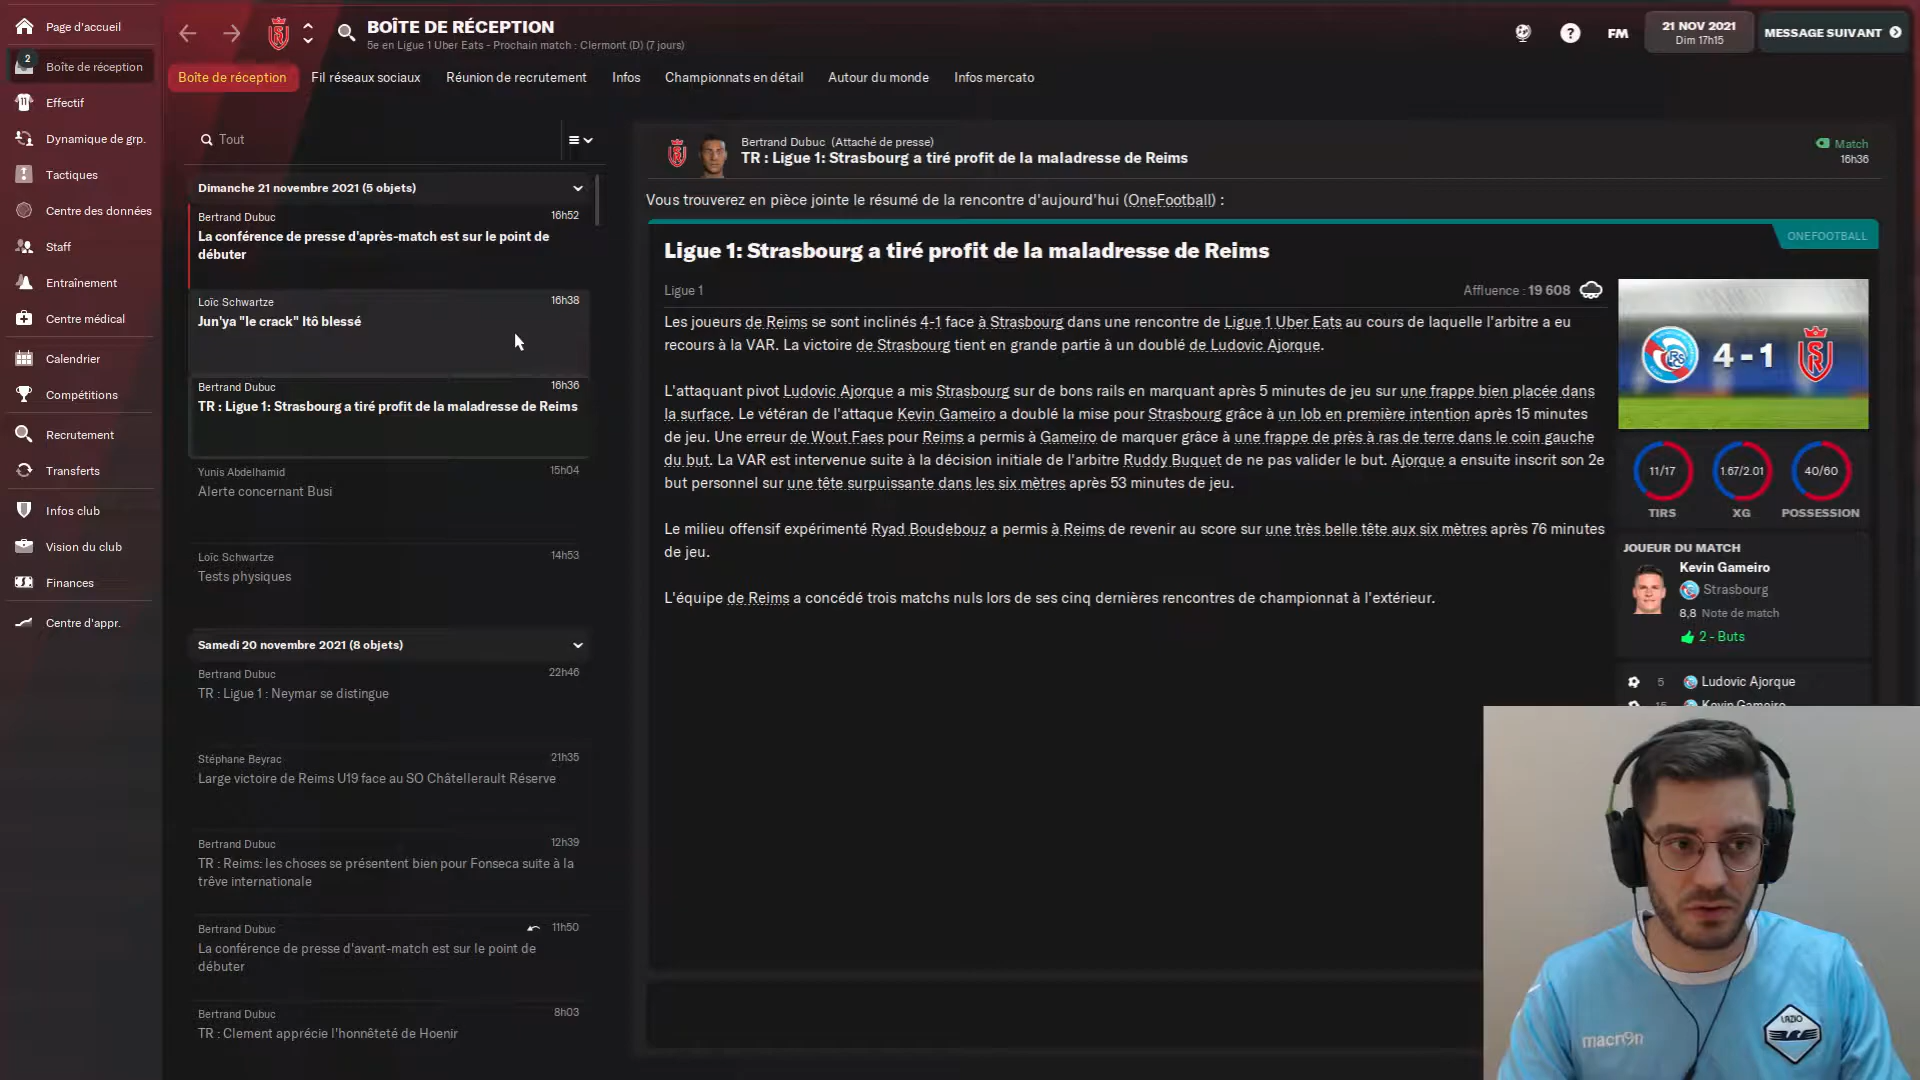 Page d'accueil
2
Boîte de réception
Effectif
Dynamique de grp.
Tactiques
Centre des données
Staff
Entraînement
Centre médical
Calendrier
Compétitions
Recrutement
Transferts
Infos club
Vision du club
Finances
Centre d'appr.
BOÎTE DE RÉCEPTION
5e en Ligue 1 Uber Eats - Prochain match : Clermont (D) (7 jours)
?
FM
21 NOV 2021
Dim 17h15
MESSAGE SUIVANT
Boîte de réception
Fil réseaux sociaux
Réunion de recrutement
Infos
Championnats en détail
Autour du monde
Infos mercato
Tout
Dimanche 21 novembre 2021 (5 objets)
Bertrand Dubuc 16h52
La conférence de presse d'après-match est sur le point de
débuter
Loïc Schwartze 16h38
Jun'ya "le crack" Itô blessé
Bertrand Dubuc 16h36
TR : Ligue 1: Strasbourg a tiré profit de la maladresse de Reims
Yunis Abdelhamid 15h04
Alerte concernant Busi
Loïc Schwartze 14h53
Tests physiques
Samedi 20 novembre 2021 (8 objets)
Bertrand Dubuc 22h46
TR : Ligue 1 : Neymar se distingue
Stéphane Beyrac 21h35
Large victoire de Reims U19 face au SO Châtellerault Réserve
Bertrand Dubuc 12h39
TR : Reims: les choses se présentent bien pour Fonseca suite à la
trêve internationale
Bertrand Dubuc 11h50
La conférence de presse d'avant-match est sur le point de
débuter
Bertrand Dubuc 8h03
TR : Clement apprécie l'honnêteté de Hoenir
Bertrand Dubuc (Attaché de presse)
TR : Ligue 1: Strasbourg a tiré profit de la maladresse de Reims
Match
16h36
Vous trouverez en pièce jointe le résumé de la rencontre d'aujourd'hui (OneFootball) :
ONEFOOTBALL
Ligue 1: Strasbourg a tiré profit de la maladresse de Reims
Ligue 1
Affluence : 19 608
Les joueurs de Reims se sont inclinés 4-1 face à Strasbourg dans une rencontre de Ligue 1 Uber Eats au cours de laquelle l'arbitre a eu
recours à la VAR. La victoire de Strasbourg tient en grande partie à un doublé de Ludovic Ajorque.
L'attaquant pivot Ludovic Ajorque a mis Strasbourg sur de bons rails en marquant après 5 minutes de jeu sur une frappe bien placée dans
la surface. Le vétéran de l'attaque Kevin Gameiro a doublé la mise pour Strasbourg grâce à un lob en première intention après 15 minutes
de jeu. Une erreur de Wout Faes pour Reims a permis à Gameiro de marquer grâce à une frappe de près à ras de terre dans le coin gauche
du but. La VAR est intervenue suite à la décision initiale de l'arbitre Ruddy Buquet de ne pas valider le but. Ajorque a ensuite inscrit son 2e
but personnel sur une tête surpuissante dans les six mètres après 53 minutes de jeu.
Le milieu offensif expérimenté Ryad Boudebouz a permis à Reims de revenir au score sur une très belle tête aux six mètres après 76 minutes
de jeu.
L'équipe de Reims a concédé trois matchs nuls lors de ses cinq dernières rencontres de championnat à l'extérieur.
4 - 1
11/17
1.67/2.01
40/60
TIRS
XG
POSSESSION
JOUEUR DU MATCH
Kevin Gameiro
Strasbourg
8,8 Note de match
2 - Buts
5 Ludovic Ajorque
15 Kevin Gameiro
macron
LAZIO